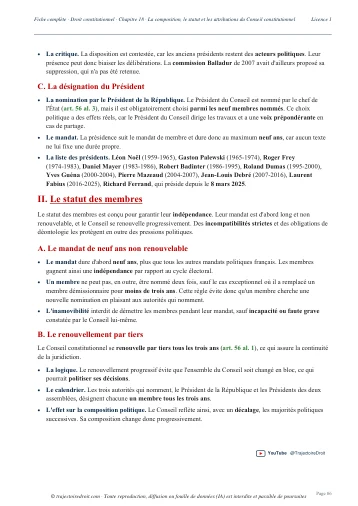 Fiche complète · Droit constitutionnel · Chapitre 18 · La composition, le statut et les attributions du Conseil constitutionnel Licence 1
• La critique. La disposition est contestée, car les anciens présidents restent des acteurs politiques. Leur
présence peut donc biaiser les délibérations. La commission Balladur de 2007 avait d'ailleurs proposé sa
suppression, qui n'a pas été retenue.
C. La désignation du Président
• La nomination par le Président de la République. Le Président du Conseil est nommé par le chef de
l'État (art. 56 al. 3), mais il est obligatoirement choisi parmi les neuf membres nommés. Ce choix
politique a des effets réels, car le Président du Conseil dirige les travaux et a une voix prépondérante en
cas de partage.
• Le mandat. La présidence suit le mandat de membre et dure donc au maximum neuf ans, car aucun texte
ne lui fixe une durée propre.
• La liste des présidents. Léon Noël (1959-1965), Gaston Palewski (1965-1974), Roger Frey
(1974-1983), Daniel Mayer (1983-1986), Robert Badinter (1986-1995), Roland Dumas (1995-2000),
Yves Guéna (2000-2004), Pierre Mazeaud (2004-2007), Jean-Louis Debré (2007-2016), Laurent
Fabius (2016-2025), Richard Ferrand, qui préside depuis le 8 mars 2025.
II. Le statut des membres
Le statut des membres est conçu pour garantir leur indépendance. Leur mandat est d'abord long et non
renouvelable, et le Conseil se renouvelle progressivement. Des incompatibilités strictes et des obligations de
déontologie les protègent en outre des pressions politiques.
A. Le mandat de neuf ans non renouvelable
• Le mandat dure d'abord neuf ans, plus que tous les autres mandats politiques français. Les membres
gagnent ainsi une indépendance par rapport au cycle électoral.
• Un membre ne peut pas, en outre, être nommé deux fois, sauf le cas exceptionnel où il a remplacé un
membre démissionnaire pour moins de trois ans. Cette règle évite donc qu'un membre cherche une
nouvelle nomination en plaisant aux autorités qui nomment.
• L'inamovibilité interdit de démettre les membres pendant leur mandat, sauf incapacité ou faute grave
constatée par le Conseil lui-même.
B. Le renouvellement par tiers
Le Conseil constitutionnel se renouvelle par tiers tous les trois ans (art. 56 al. 1), ce qui assure la continuité
de la juridiction.
• La logique. Le renouvellement progressif évite que l'ensemble du Conseil soit changé en bloc, ce qui
pourrait politiser ses décisions.
• Le calendrier. Les trois autorités qui nomment, le Président de la République et les Présidents des deux
assemblées, désignent chacune un membre tous les trois ans.
• L'effet sur la composition politique. Le Conseil reflète ainsi, avec un décalage, les majorités politiques
successives. Sa composition change donc progressivement.
YouTube @TrajectoireDroit
© trajectoiredroit.com · Toute reproduction, diffusion ou fouille de données (IA) est interdite et passible de poursuites